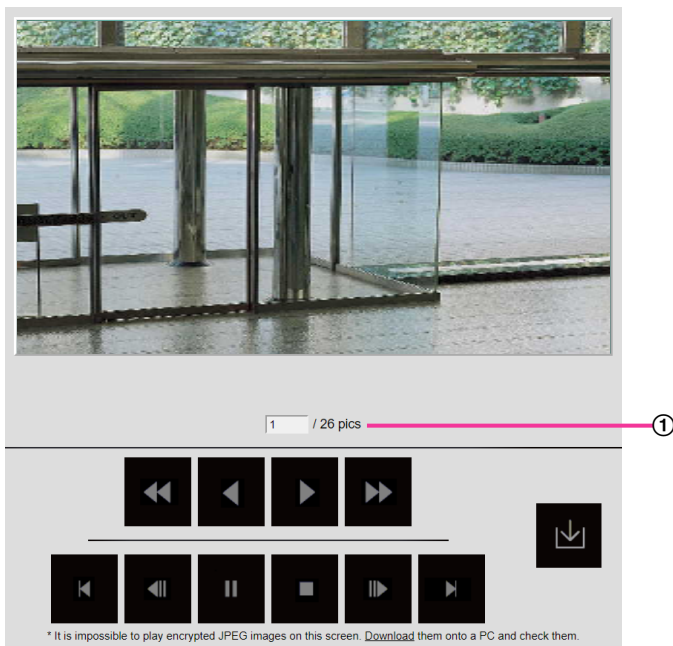 OUT
1 / 26 pics
①
* It is impossible to play encrypted JPEG images on this screen. Download them onto a PC and check them.